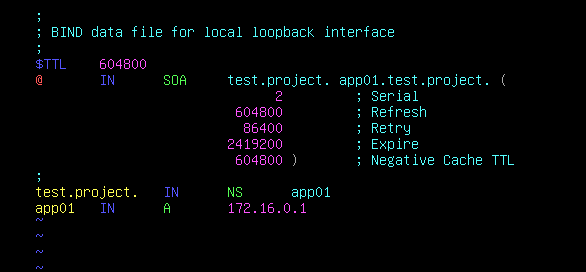 ;
; BIND data file for local loopback interface
;
$TTL    604800
@       IN      SOA     test.project. app01.test.project. (
                              2         ; Serial
                         604800         ; Refresh
                          86400         ; Retry
                        2419200         ; Expire
                         604800 )       ; Negative Cache TTL
;
test.project.   IN      NS      app01
app01   IN      A       172.16.0.1
~
~
~
~